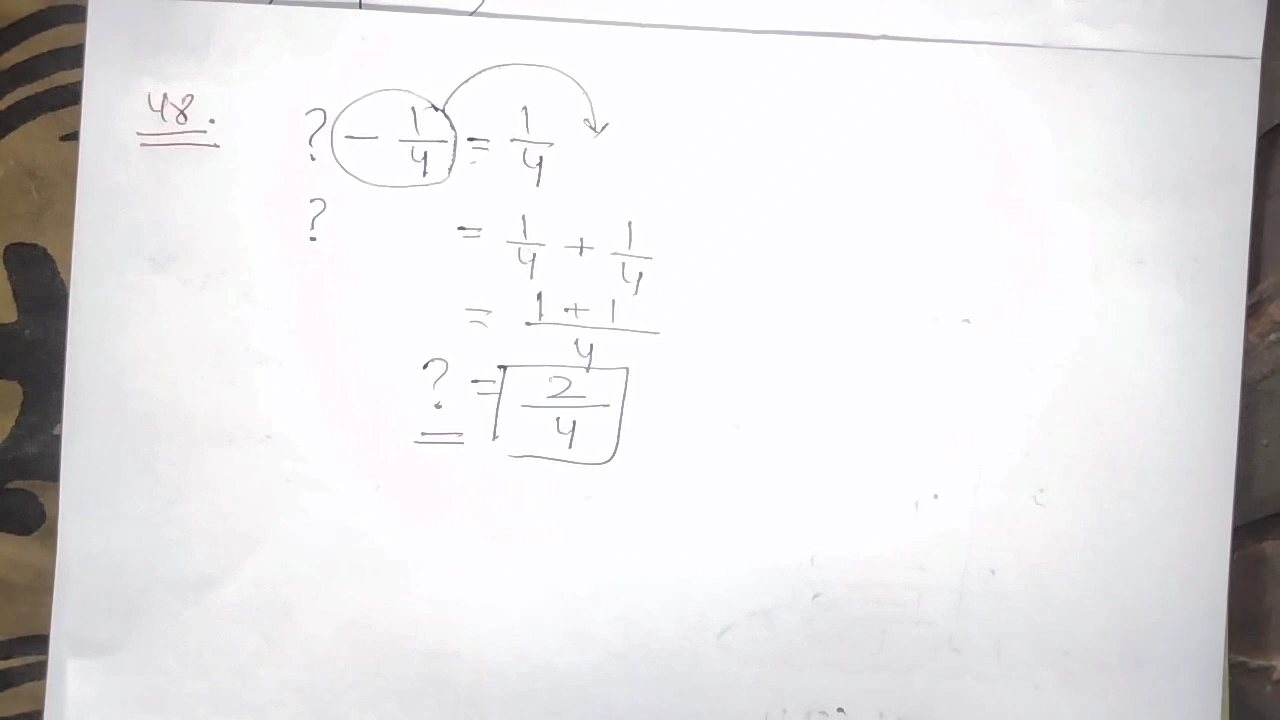 48.
? - 1/4 = 1/4
? = 1/4 + 1/4
= 1 + 1/4
? = 2/4